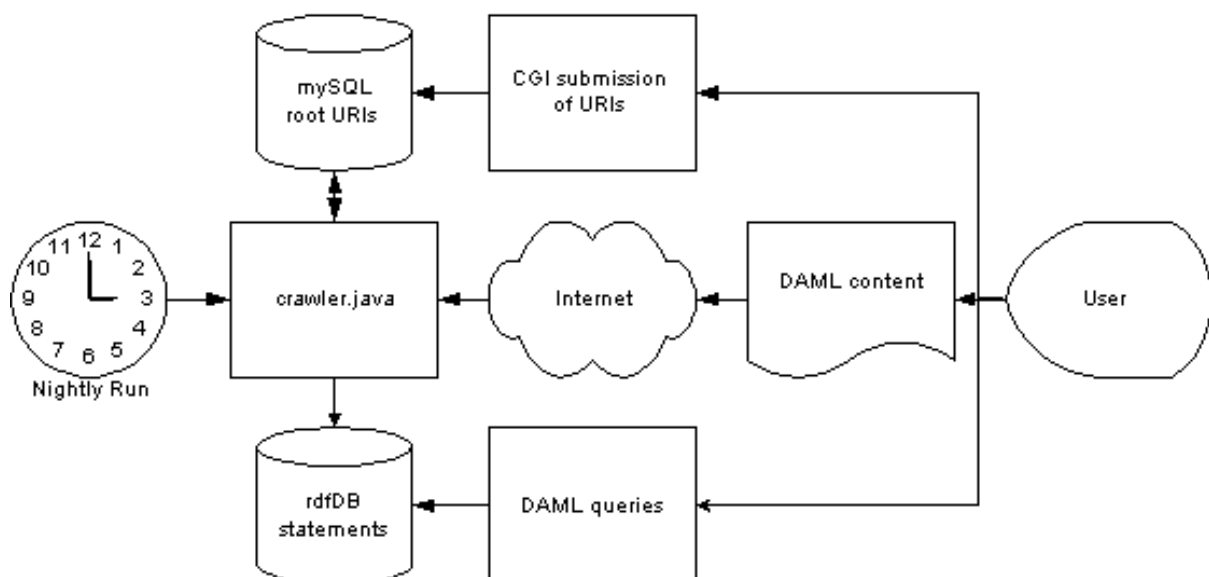 mySQL
root URIs
CGI submission
of URIs
12
11
1
10
2
9
3
8
4
7
5
6
Nightly Run
crawler.java
Internet
DAML content
User
rdfDB
statements
DAML queries